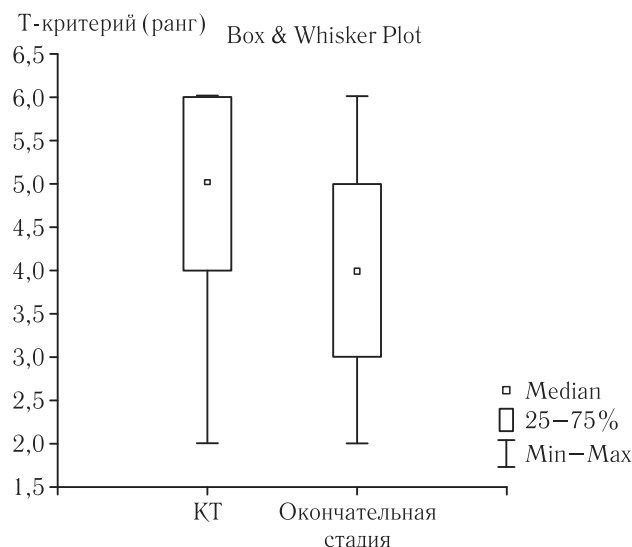 Т-критерий (ранг)
Box & Whisker Plot
6,5
6,0
5,5
5,0
4,5
4,0
3,5
3,0
2,5
2,0
1,5
Median
25–75%
Min–Max
КТ
Окончательная
стадия